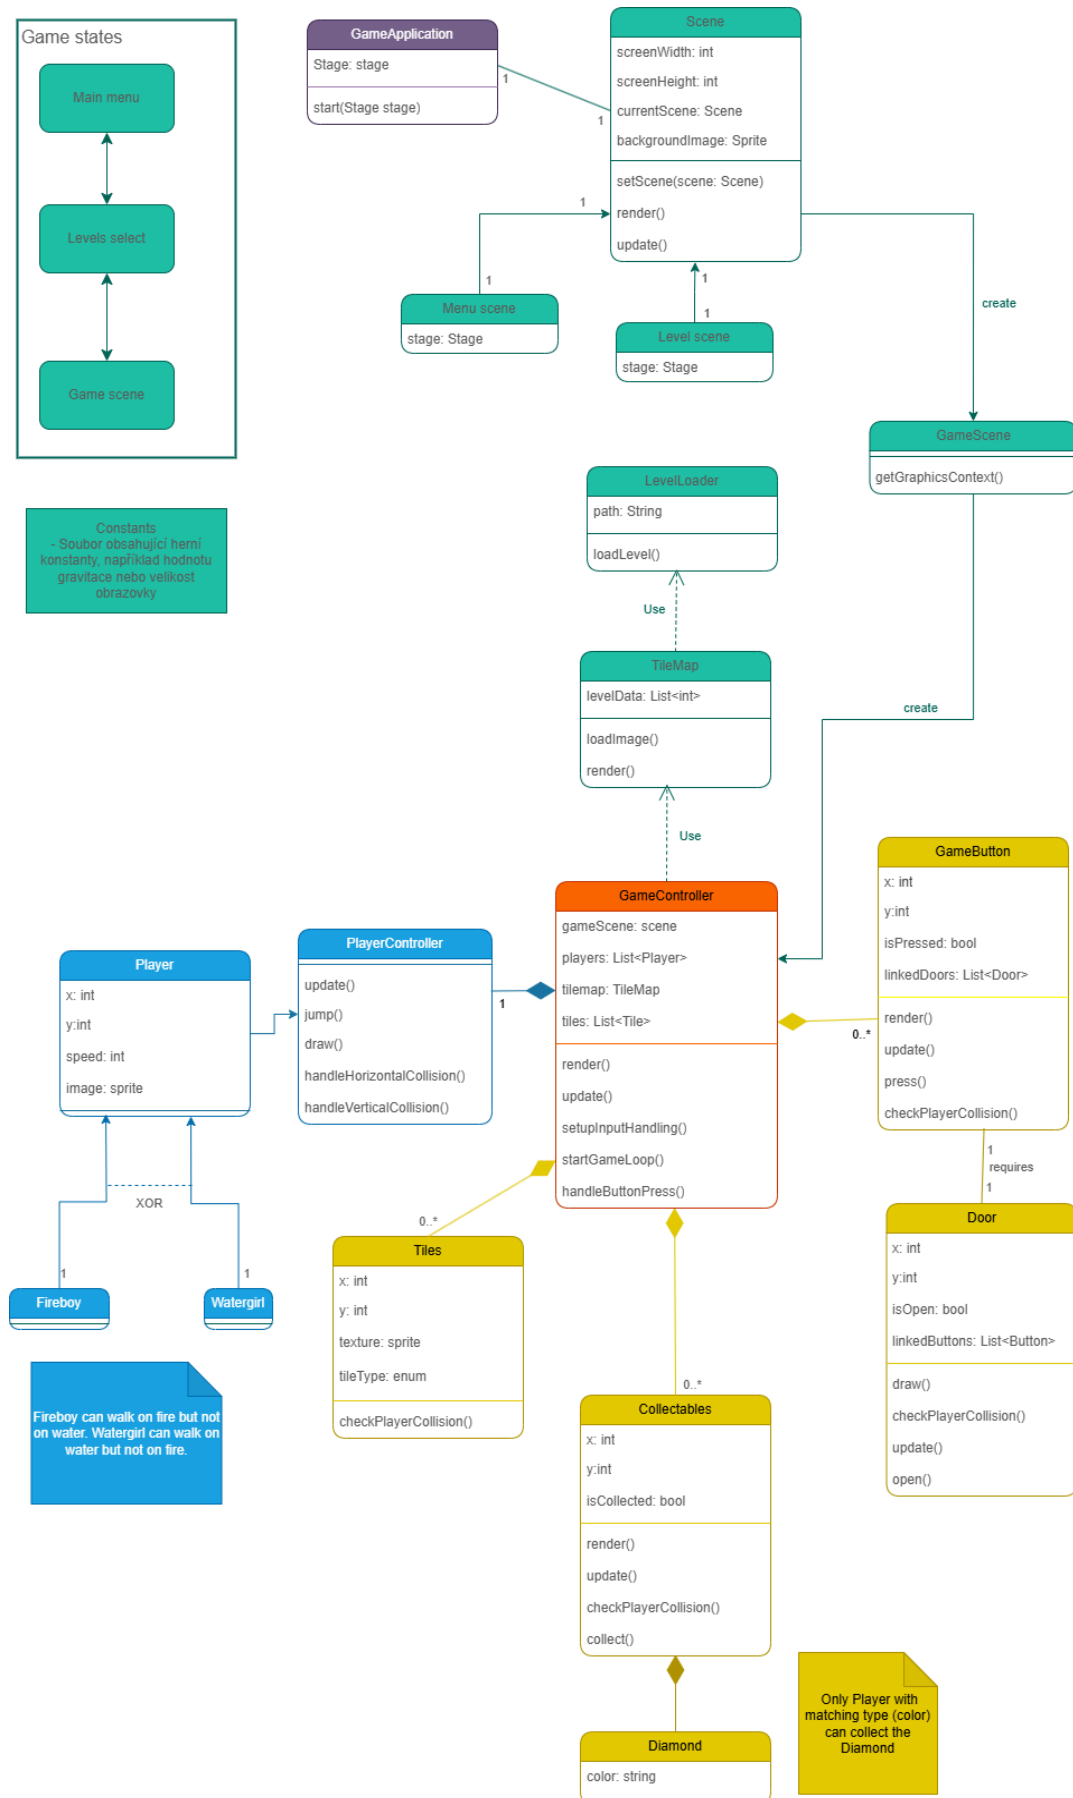 Game states
Main menu
Levels select
Game scene
Constants
- Soubor obsahující herní
konstanty, například hodnotu
gravitace nebo velikost
obrazovky
GameApplication
Stage: stage
start(Stage stage)
1
1
Scene
screenWidth: int
screenHeight: int
currentScene: Scene
backgroundImage: Sprite
setScene(scene: Scene)
render()
update()
1
1
Menu scene
stage: Stage
1
1
Level scene
stage: Stage
create
GameScene
getGraphicsContext()
create
LevelLoader
path: String
loadLevel()
Use
TileMap
levelData: List<int>
loadImage()
render()
Use
GameController
gameScene: scene
players: List<Player>
tilemap: TileMap
tiles: List<Tile>
render()
update()
setupInputHandling()
startGameLoop()
handleButtonPress()
PlayerController
update()
jump()
draw()
handleHorizontalCollision()
handleVerticalCollision()
1
Player
x: int
y:int
speed: int
image: sprite
XOR
1
1
Fireboy
Watergirl
Fireboy can walk on fire but not
on water. Watergirl can walk on
water but not on fire.
0..*
Tiles
x: int
y: int
texture: sprite
tileType: enum
checkPlayerCollision()
0..*
Collectables
x: int
y:int
isCollected: bool
render()
update()
checkPlayerCollision()
collect()
Diamond
color: string
Only Player with
matching type (color)
can collect the
Diamond
0..*
GameButton
x: int
y:int
isPressed: bool
linkedDoors: List<Door>
render()
update()
press()
checkPlayerCollision()
1
requires
1
Door
x: int
y:int
isOpen: bool
linkedButtons: List<Button>
draw()
checkPlayerCollision()
update()
open()